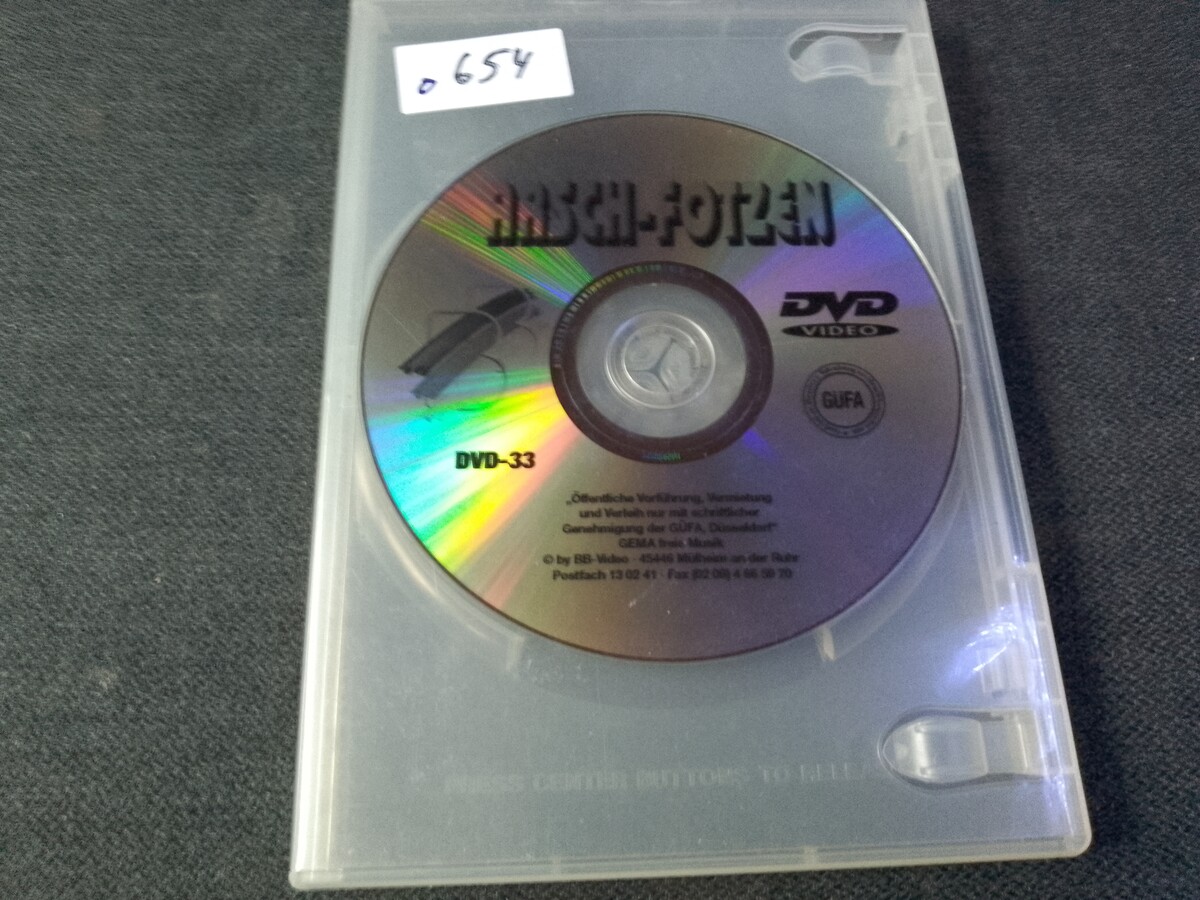 0 654
ARSCH-FOTZEN
DVD
VIDEO
GÜFA
DVD-33
„Öffentliche Vorführung, Vermietung
und Verleih nur mit schriftlicher
Genehmigung der GÜFA, Düsseldorf"
GEMA freie Musik
© by BB-Video · 45446 Mülheim an der Ruhr
Postfach 13 02 41 · Fax (02 08) 4 66 59 70
PRESS CENTER BUTTONS TO RELEASE